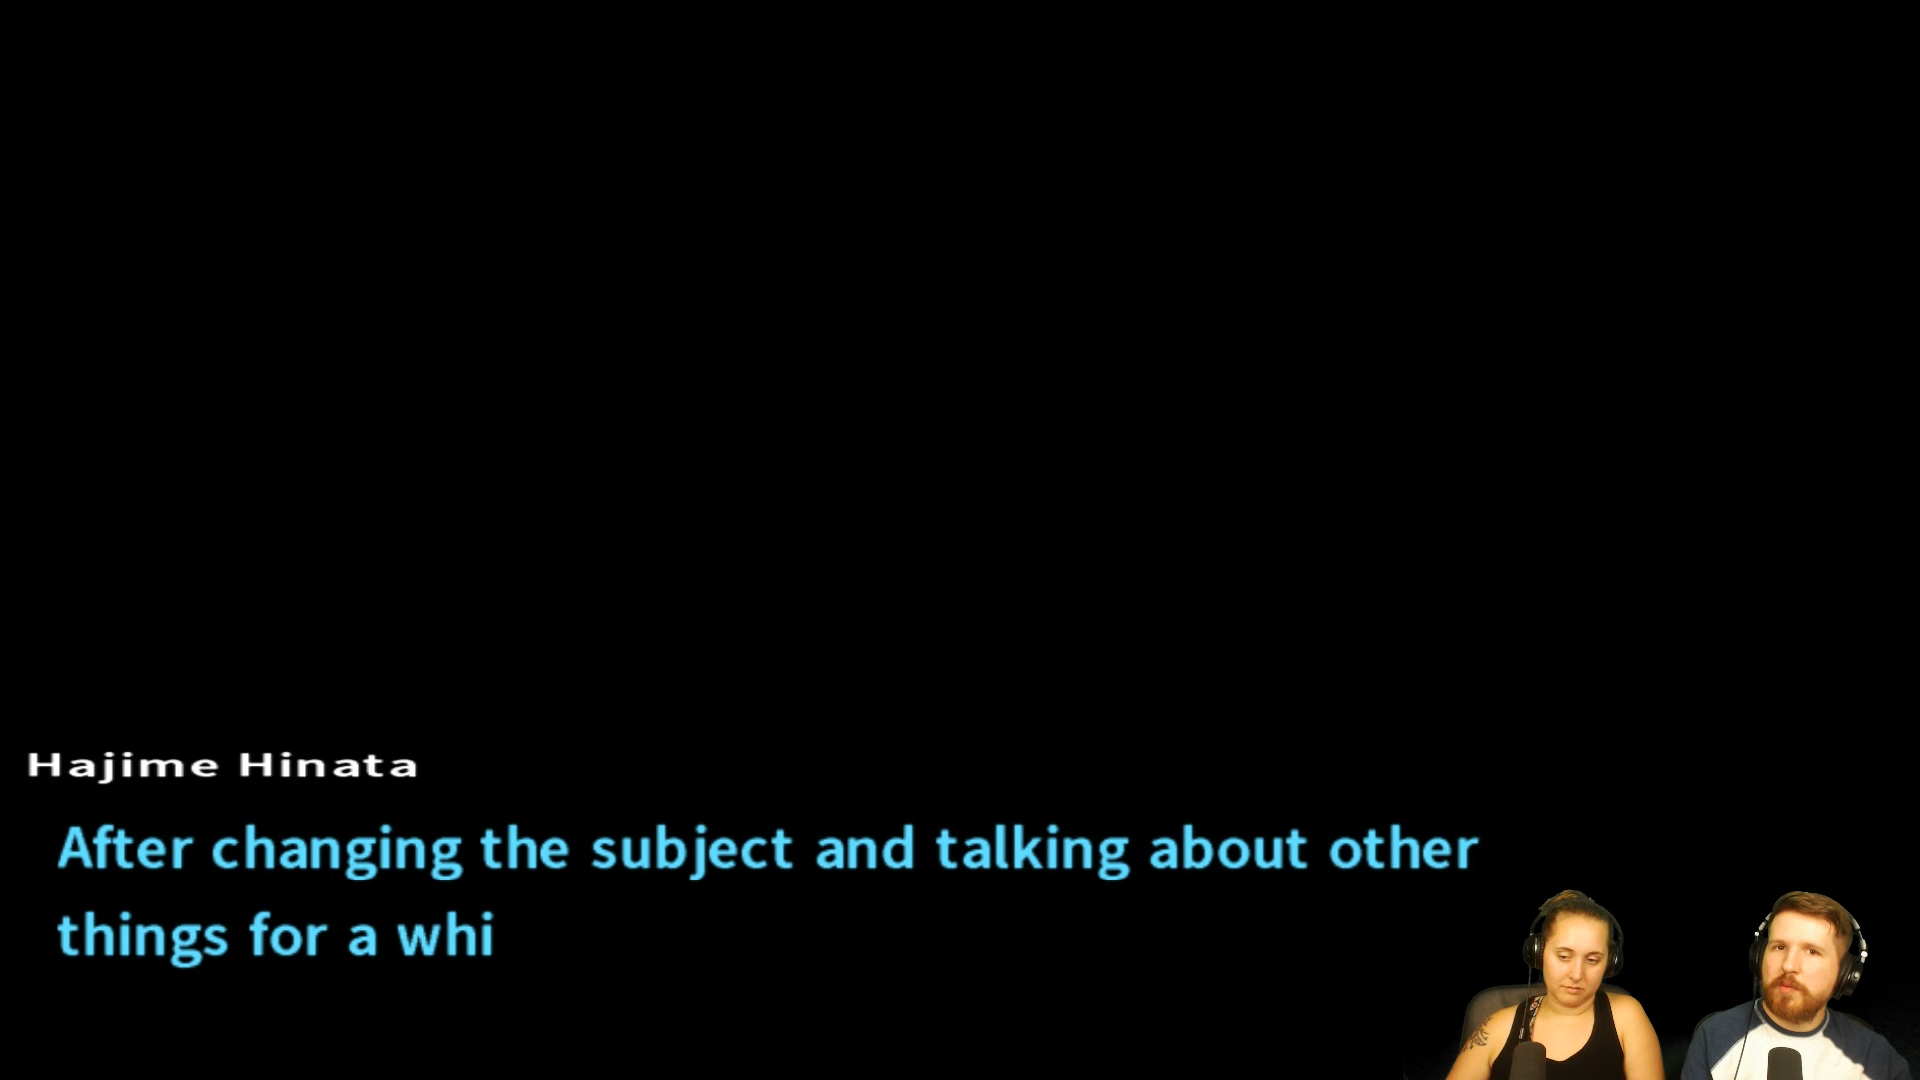 Hajime Hinata
After changing the subject and talking about other
things for a whi